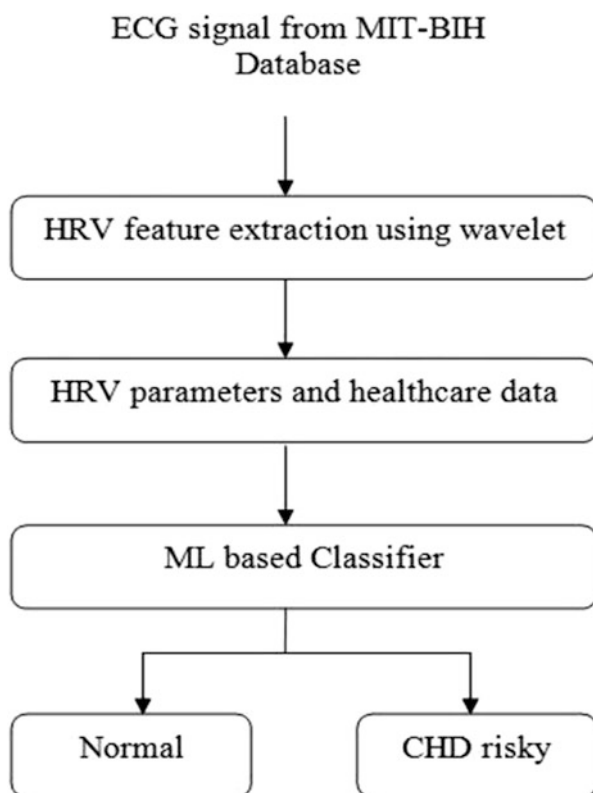 ECG signal from MIT-BIH
Database
HRV feature extraction using wavelet
HRV parameters and healthcare data
ML based Classifier
Normal
CHD risky